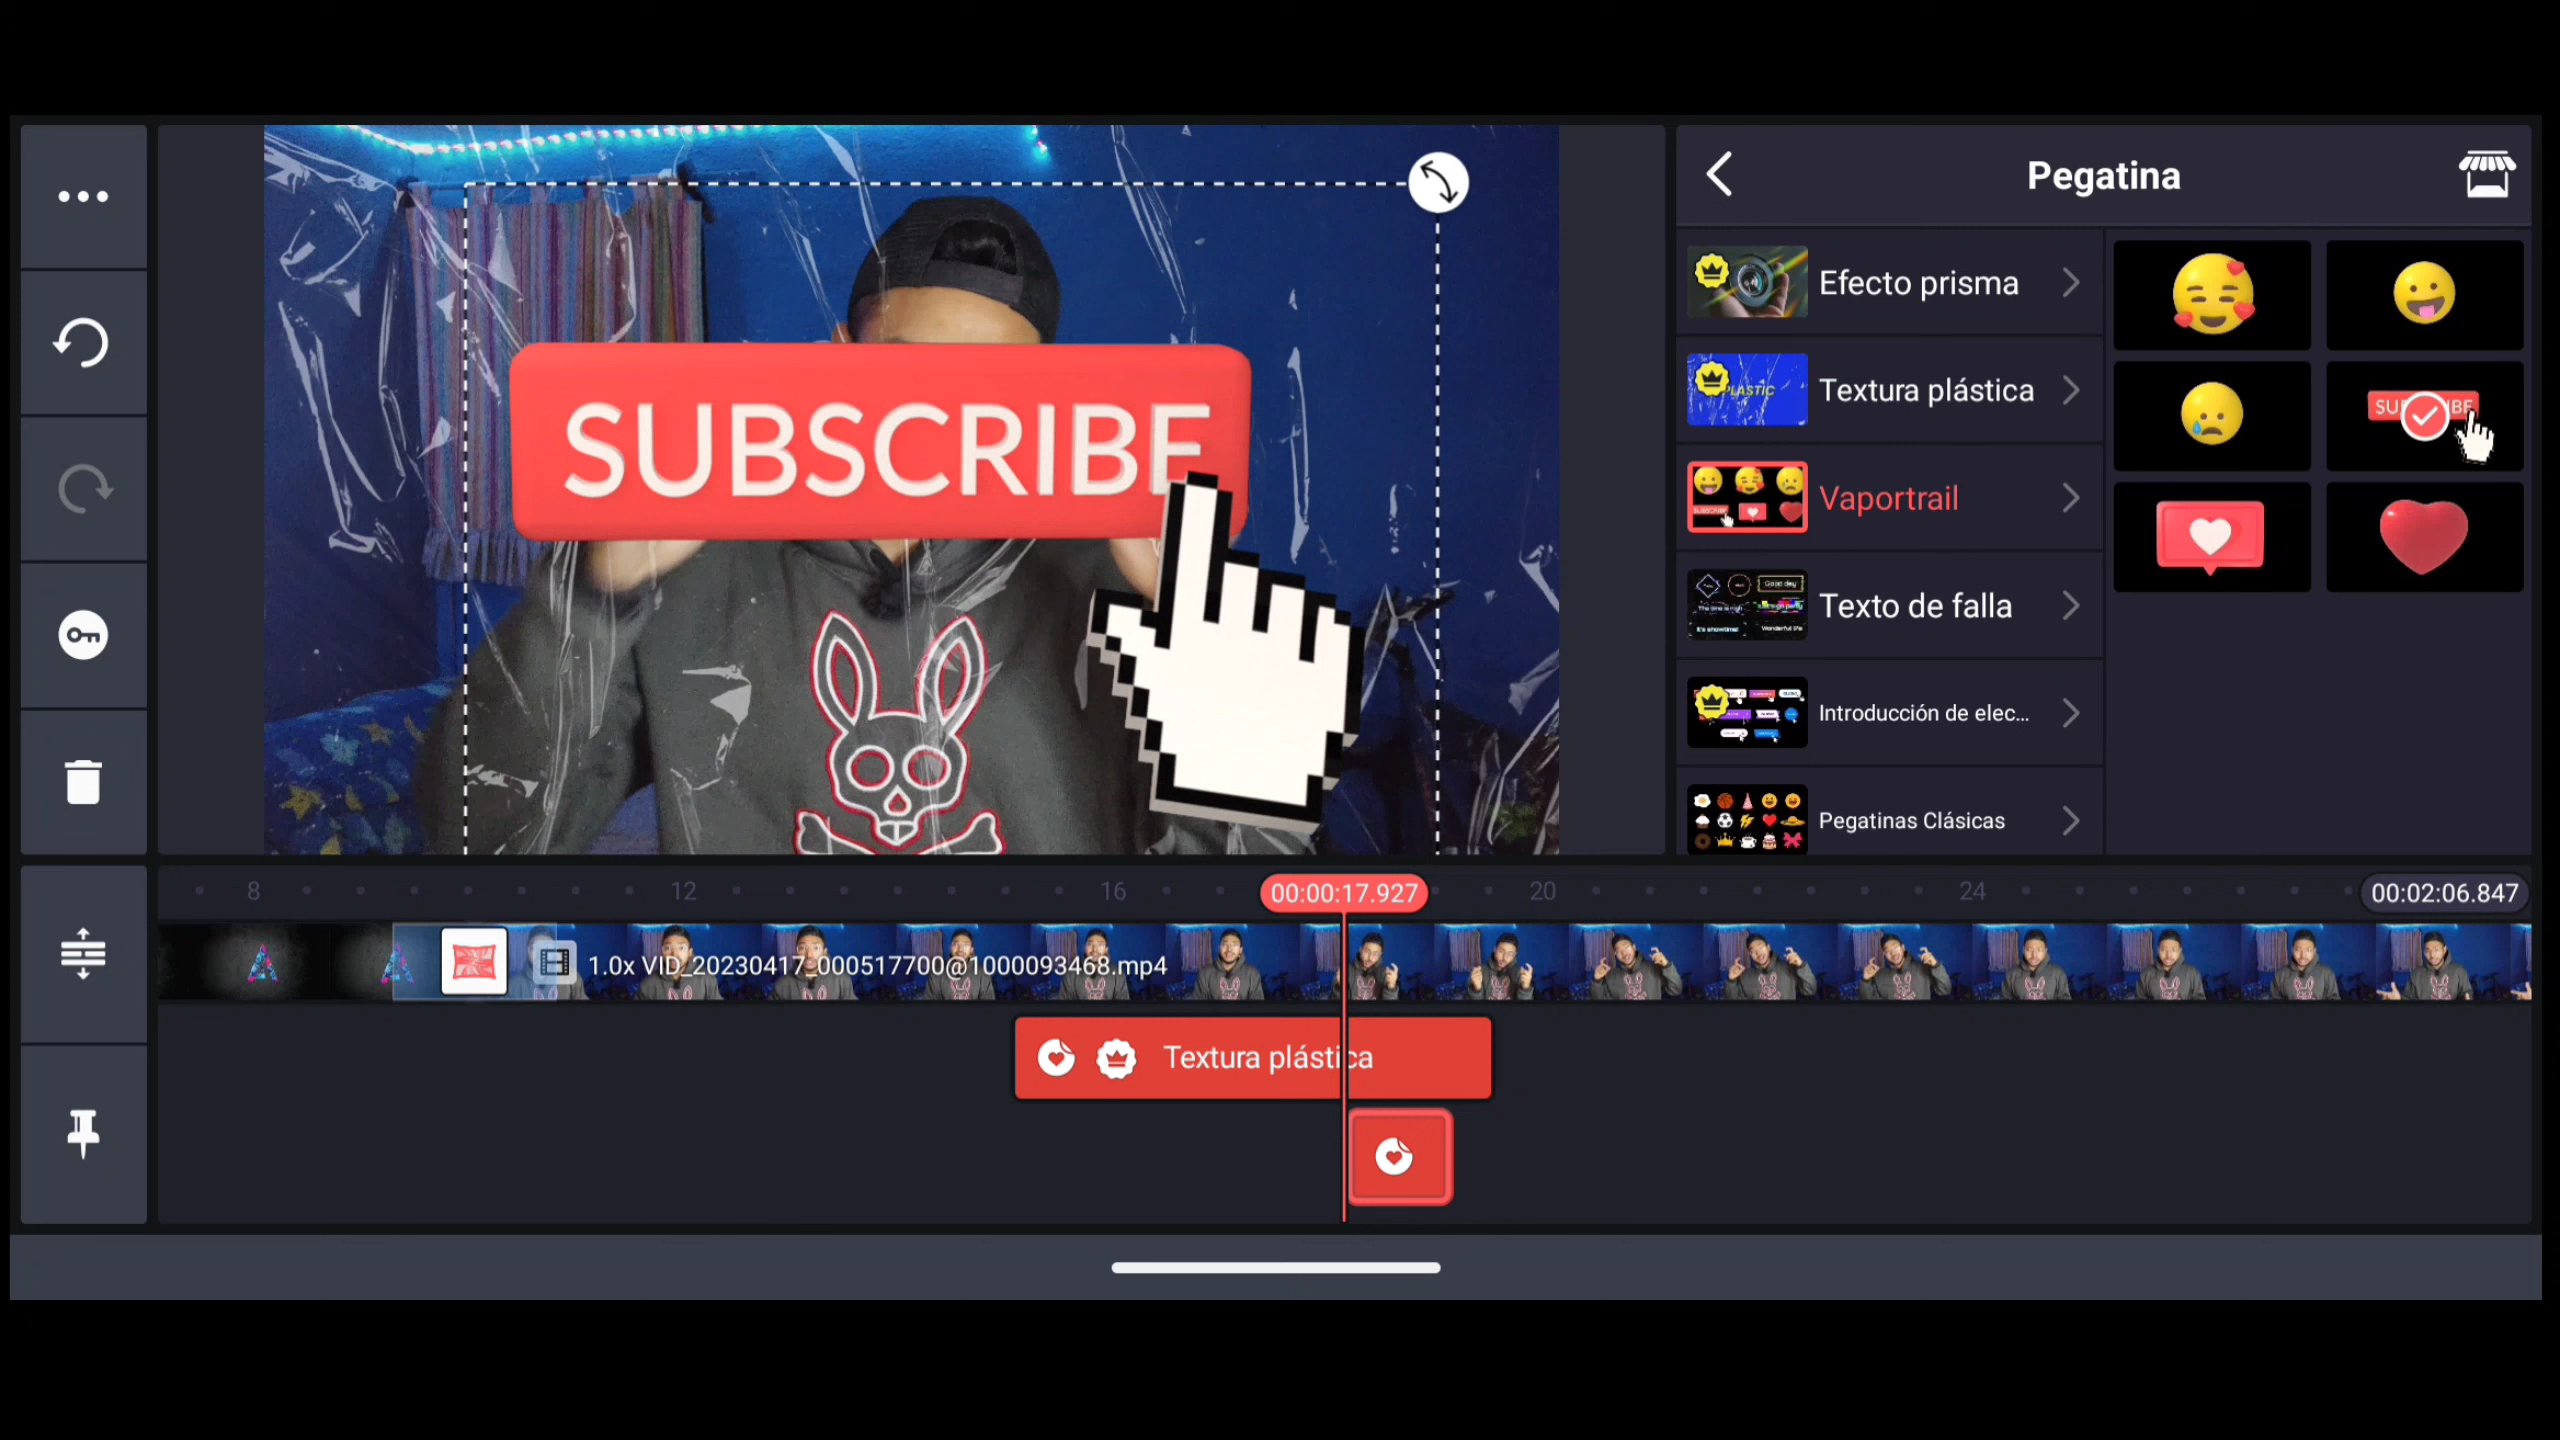 SUBSCRIBE
Pegatina
Efecto prisma
PLASTIC
Textura plástica
Vaportrail
Texto de falla
Introducción de elec...
Pegatinas Clásicas
8
12
16
00:00:17.927
20
24
00:02:06.847
1.0x VID_20230417_000517700@1000093468.mp4
Textura plástica